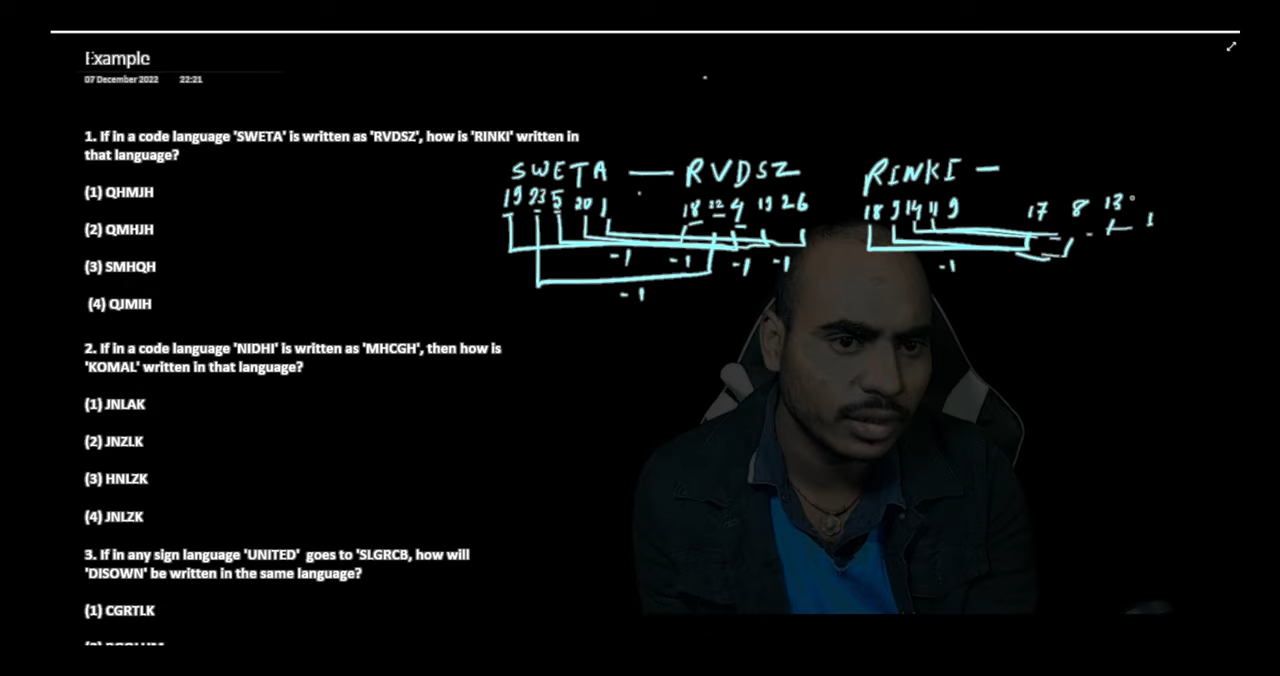 Example
07 December 2022 22:21
1. If in a code language 'SWETA' is written as 'RVDSZ', how is 'RINKI' written in
that language?
(1) QHMJH
(2) QMHJH
(3) SMHQH
(4) QJMIH
2. If in a code language 'NIDHI' is written as 'MHCGH', then how is
'KOMAL' written in that language?
(1) JNLAK
(2) JNZLK
(3) HNLZK
(4) JNLZK
3. If in any sign language 'UNITED' goes to 'SLGRCB, how will
'DISOWN' be written in the same language?
(1) CGRTLK
SWETA — RVDSZ RINKI —
19 23 5 20 1 18 22 4 19 26 18 9 14 11 9 17 8 13
-1 -1 -1 -1 -1
-1